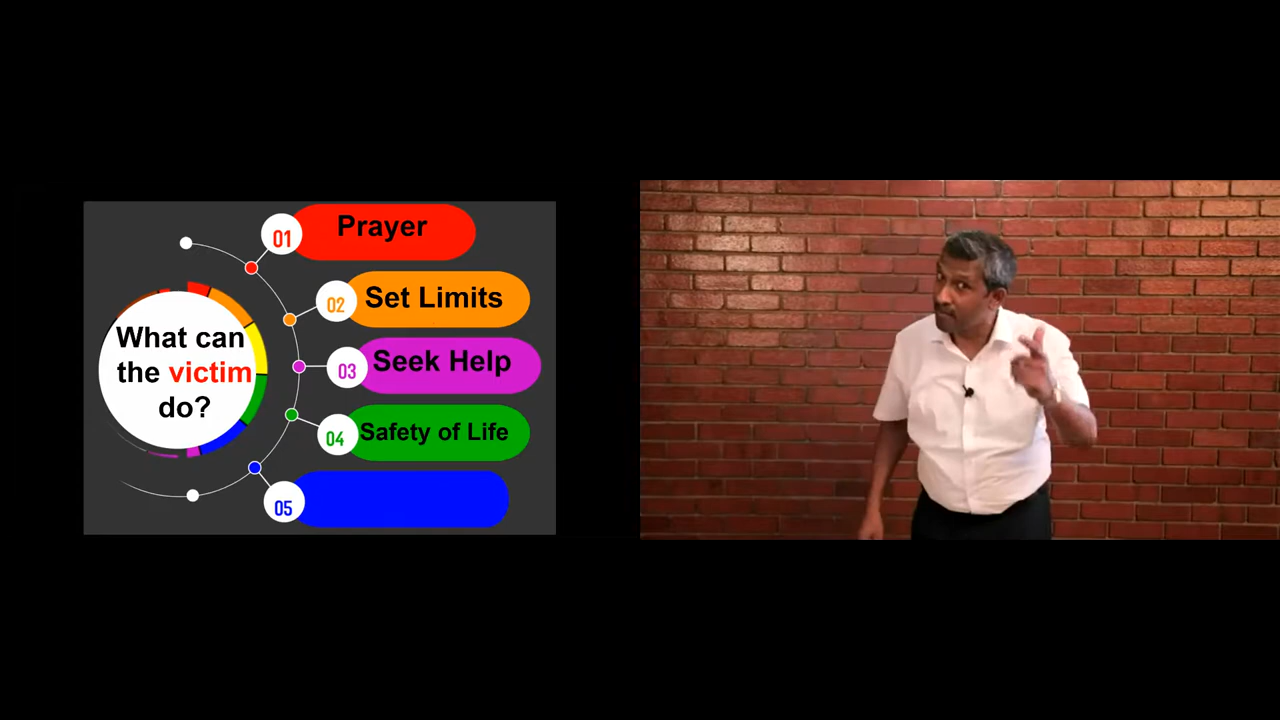 What can
the victim
do?
01 Prayer
02 Set Limits
03 Seek Help
04 Safety of Life
05